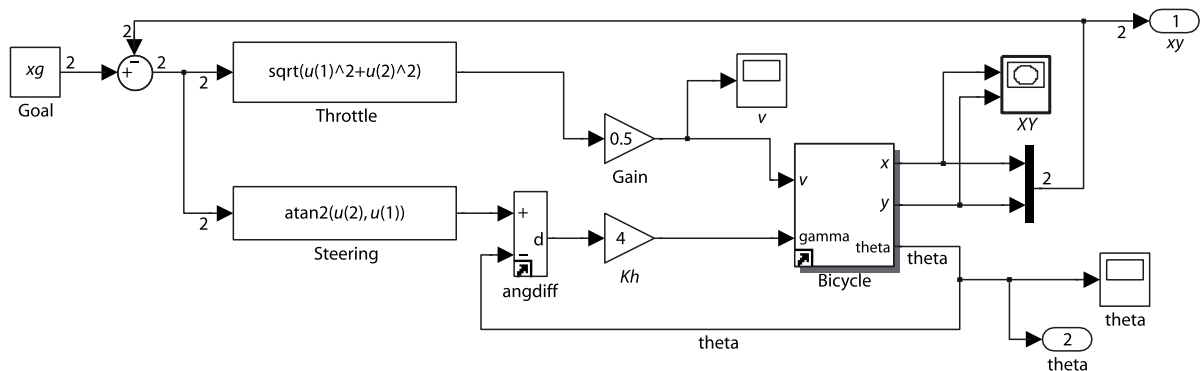 2
1
xy
2
xg
Goal
2
+
−
2
2
sqrt(u(1)^2+u(2)^2)
Throttle
v
XY
0.5
Gain
v
x
y
2
2
atan2(u(2),u(1))
Steering
+
d
−
angdiff
4
Kh
gamma
theta
Bicycle
theta
theta
theta
2
theta